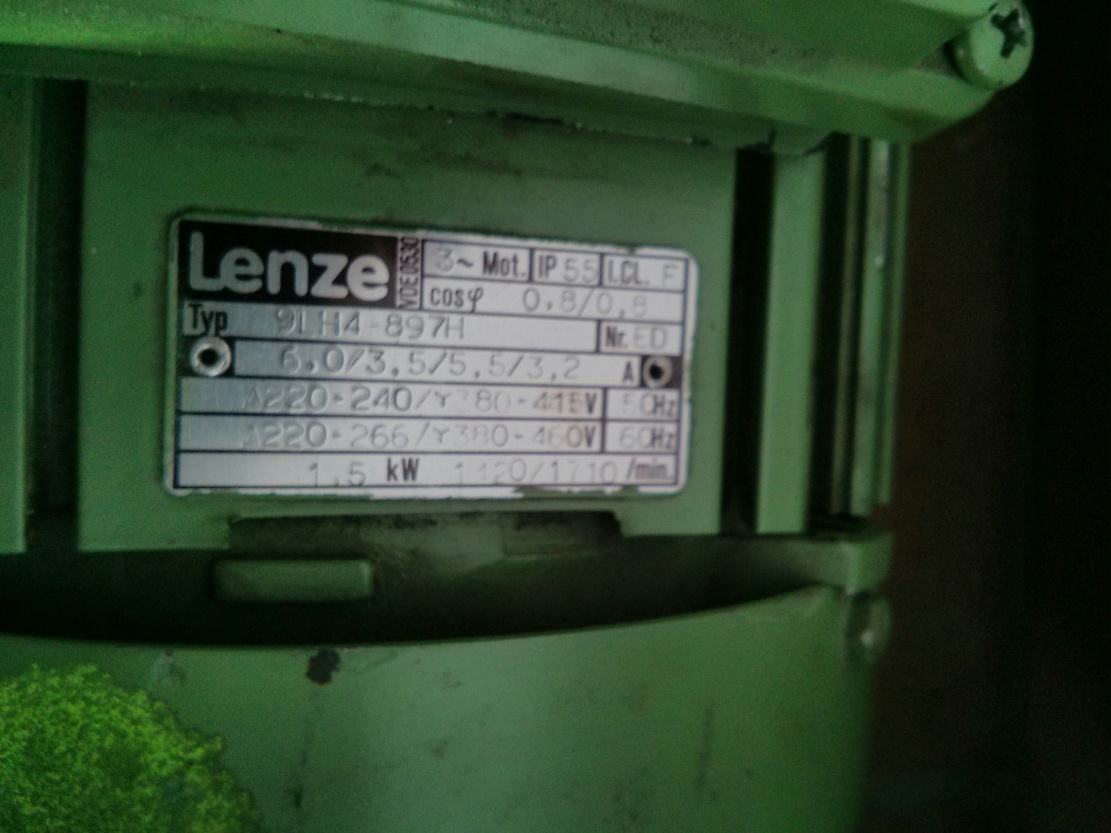 Lenze VDE 0530 3~ Mot. IP 55 I.CL. F
cosφ 0,8/0,8
Typ 9LH4-897H Nr. ED
6,0/3,5/5,5/3,2 A
Δ220-240/Y380-415V 50Hz
Δ220-266/Y380-460V 60Hz
1,5 kW 1420/1710 /min.